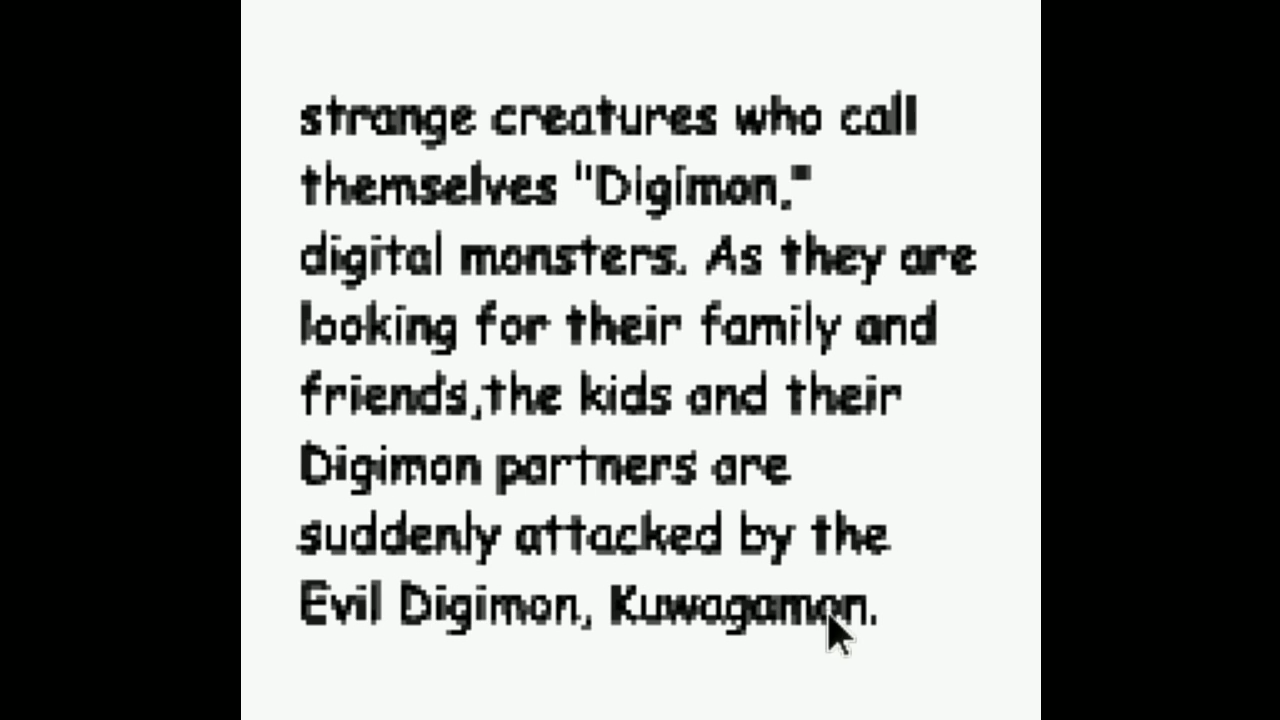 strange creatures who call
themselves "Digimon,"
digital monsters. As they are
looking for their family and
friends,the kids and their
Digimon partners are
suddenly attacked by the
Evil Digimon, Kuwagamon.